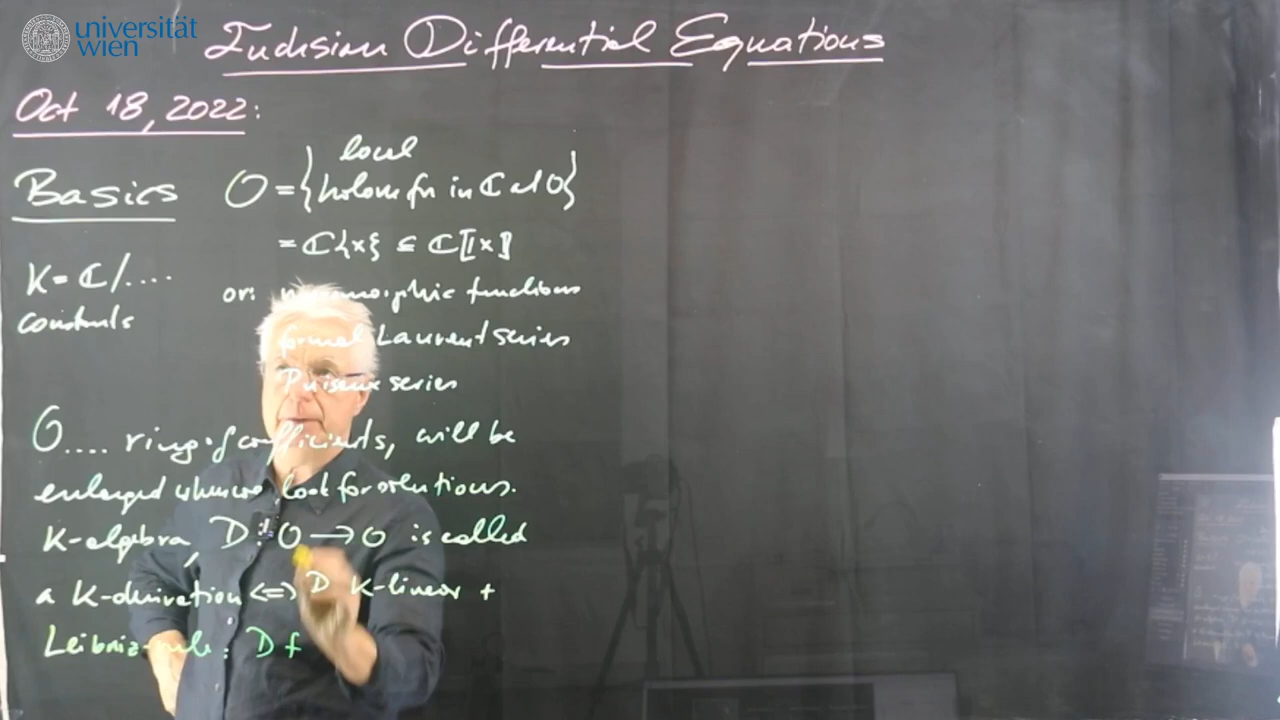 universität
wien
Fuchsian Differential Equations
Oct 18, 2022:
Basics
O = { local holom fn in ℂ at 0 }
= ℂ{x} ⊆ ℂ[[x]]
K = ℂ/....
constants
or: meromorphic functions
formal Laurent series
Puiseux series
O.... ring of coefficients, will be
enlarged when we look for solutions.
K-algebra, D : O → O is called
a K-derivation <=> D K-linear +
Leibniz-rule: D f